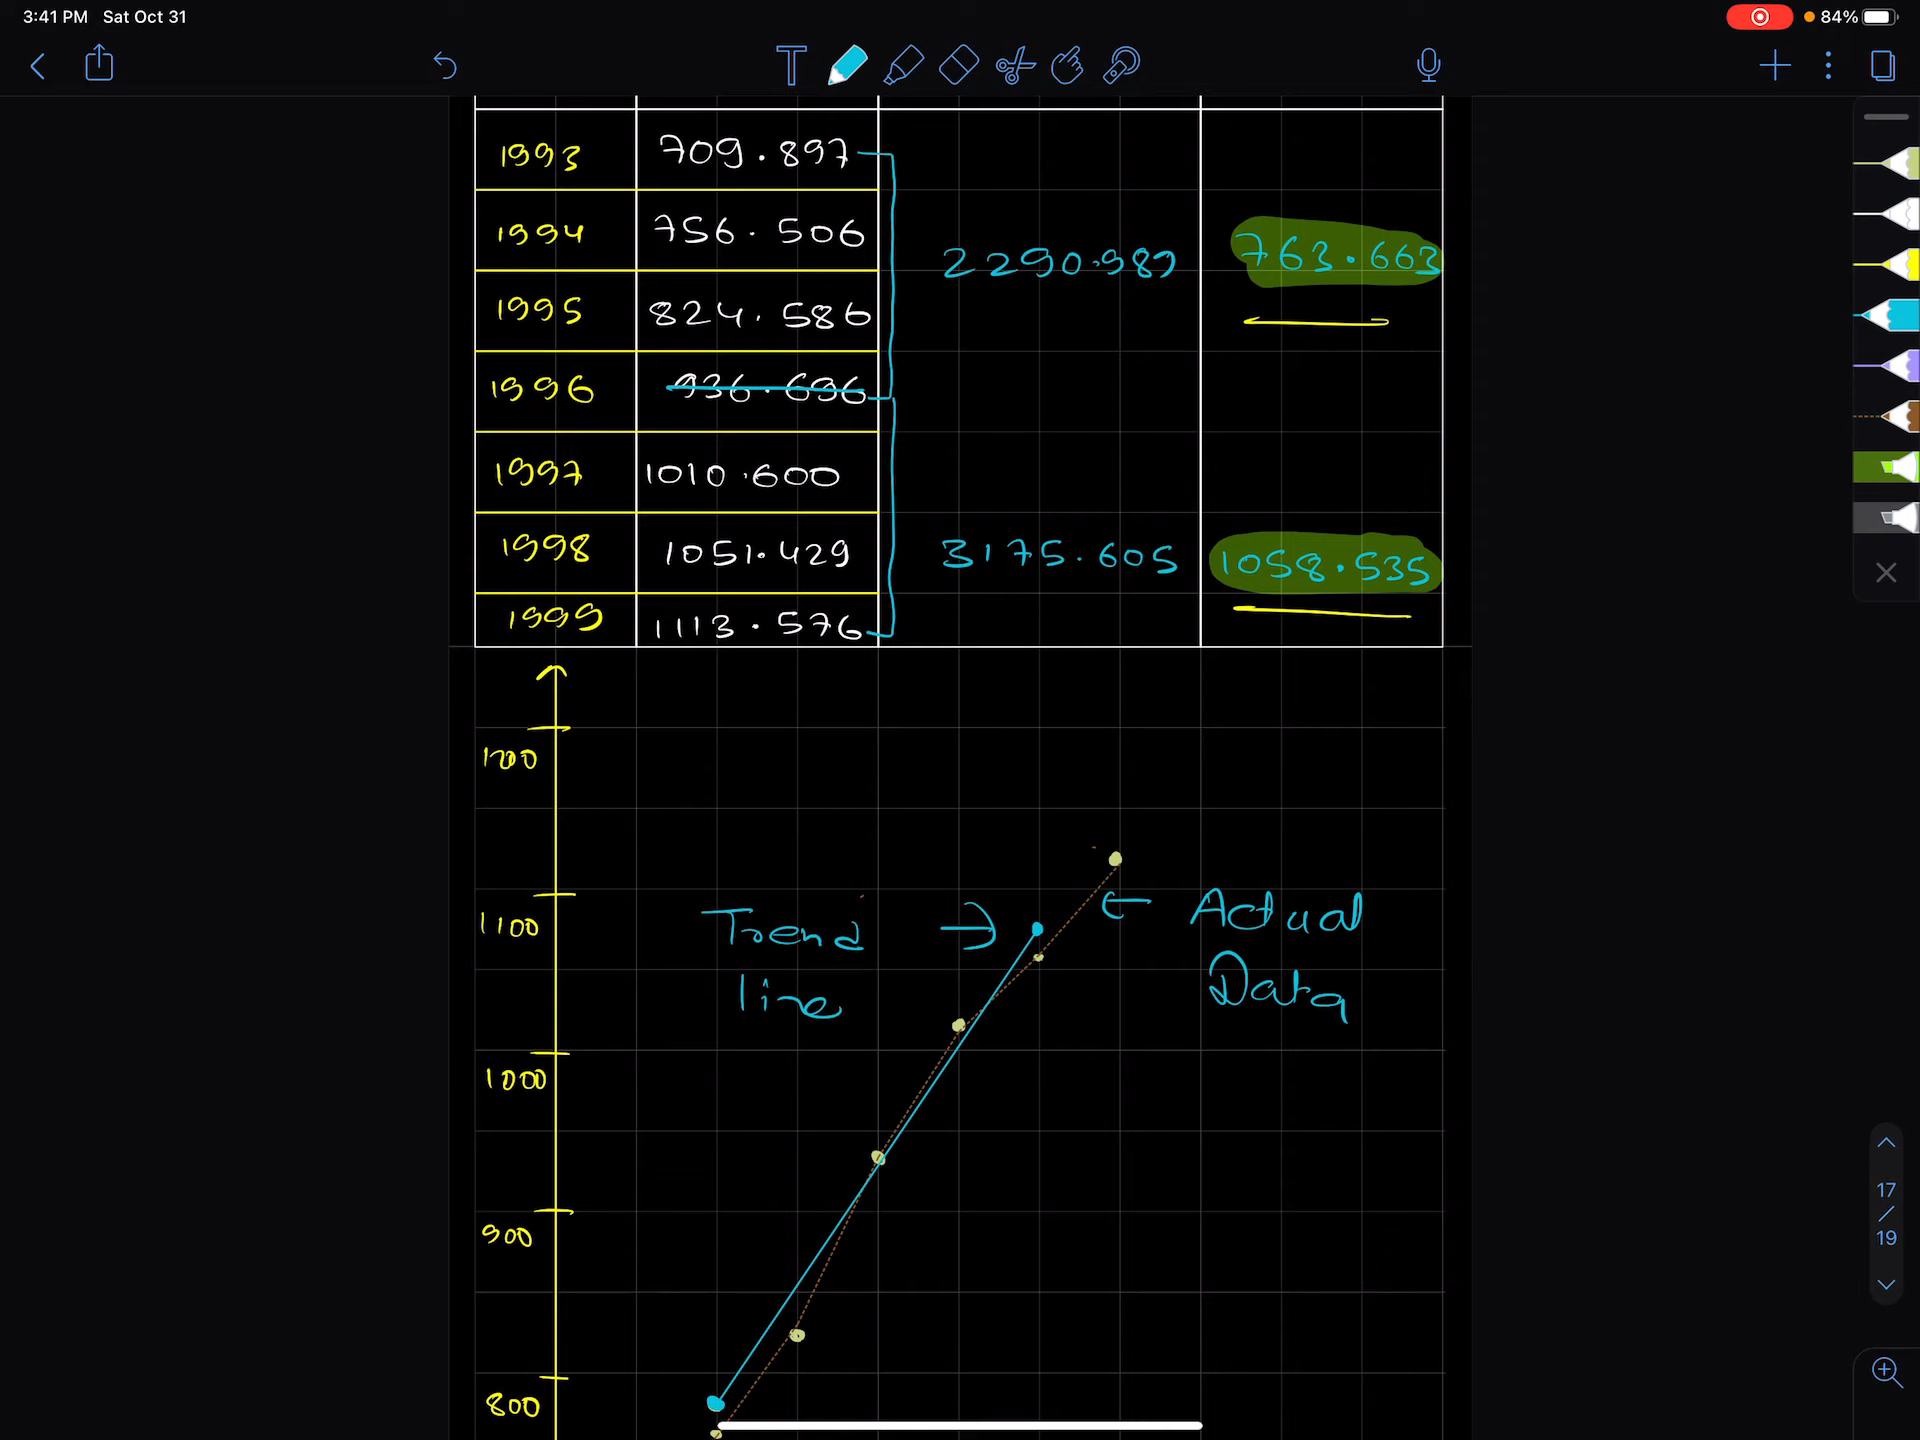 3:41 PM Sat Oct 31
84%
T
1993 709.897
1994 756.506 2290.989 763.663
1995 824.586
1996 936.696
1997 1010.600
1998 1051.429 3175.605 1058.535
1999 1113.576
1200
1100
Trend
line
Actual
Data
1000
900
800
17
/
19